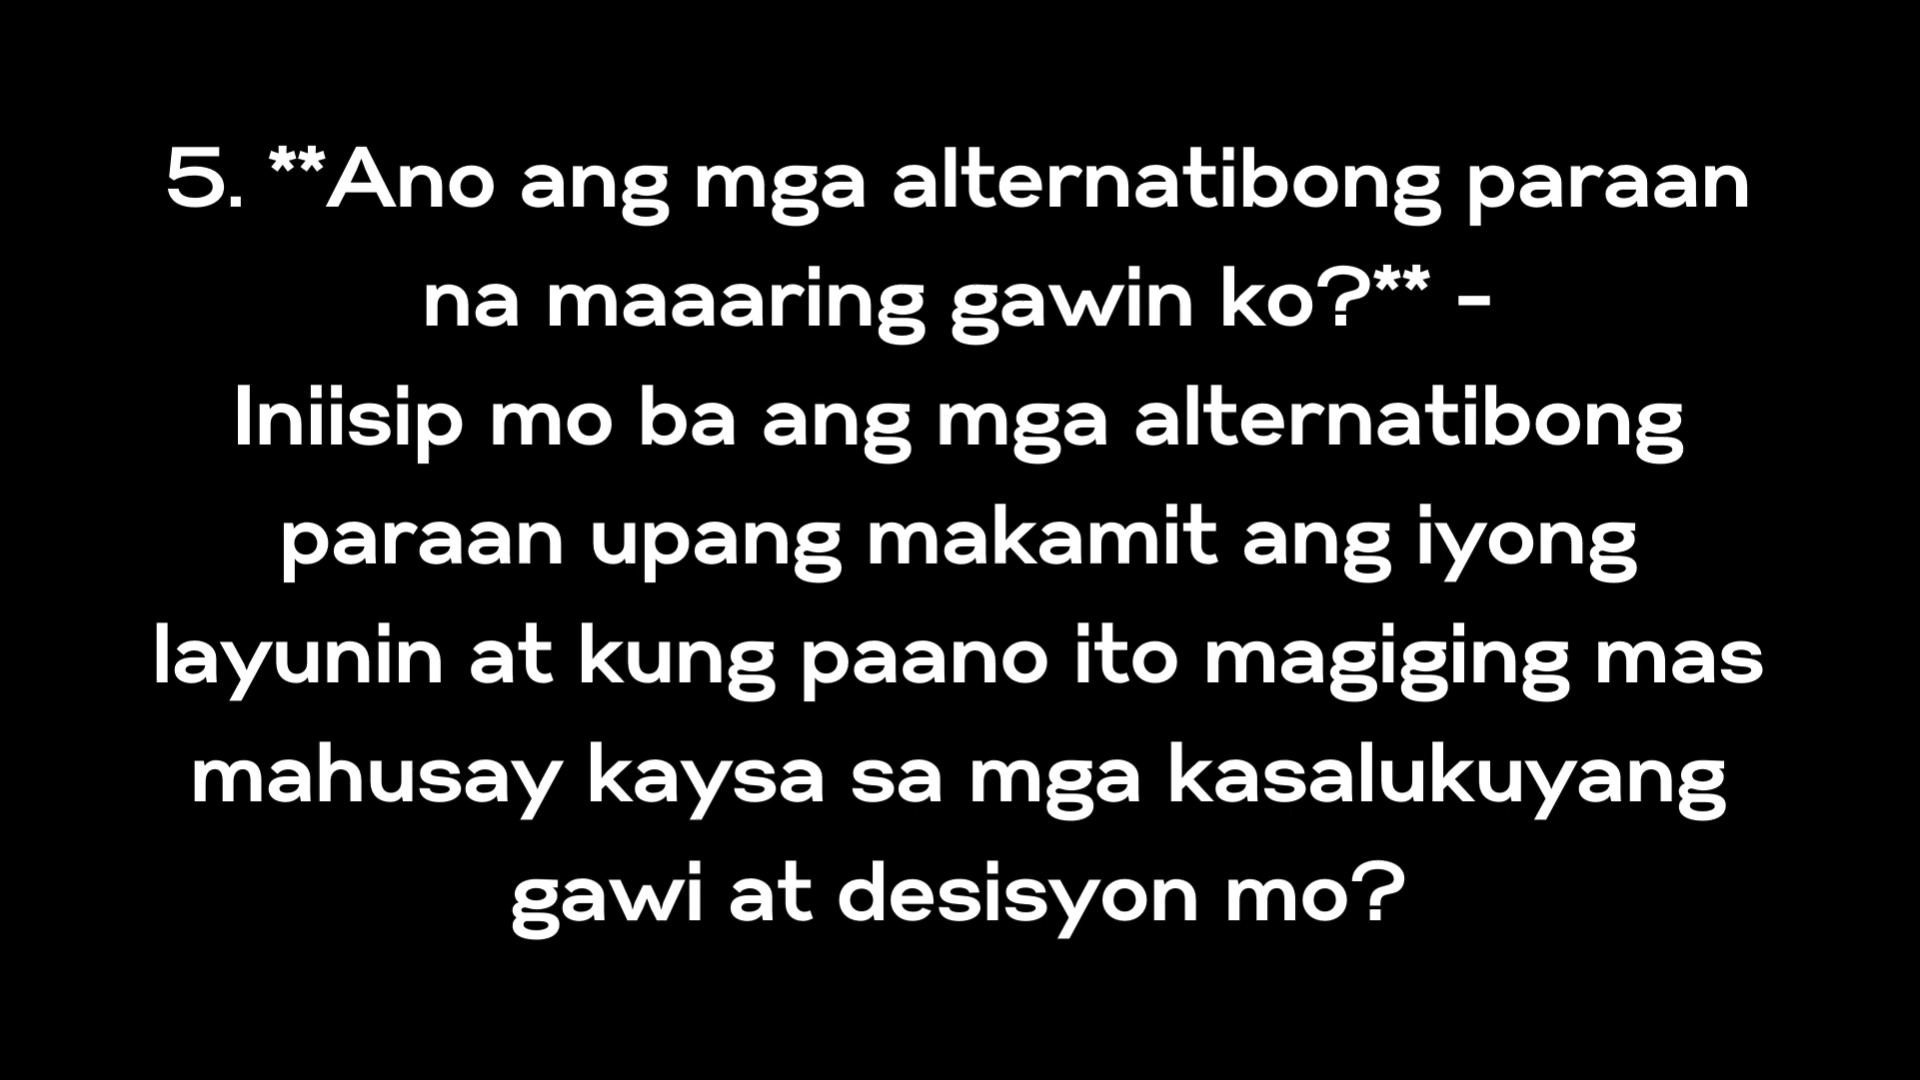 5. **Ano ang mga alternatibong paraan
na maaaring gawin ko?** -
Iniisip mo ba ang mga alternatibong
paraan upang makamit ang iyong
layunin at kung paano ito magiging mas
mahusay kaysa sa mga kasalukuyang
gawi at desisyon mo?